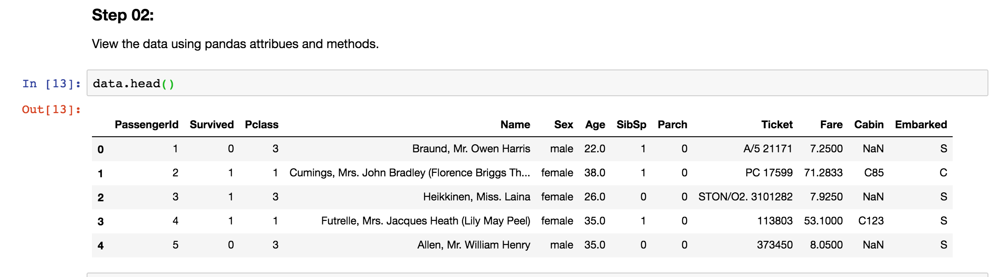 Step 02:
View the data using pandas attribues and methods.
In [13]: data.head()
Out[13]:
PassengerId Survived Pclass Name Sex Age SibSp Parch Ticket Fare Cabin Embarked
0 1 0 3 Braund, Mr. Owen Harris male 22.0 1 0 A/5 21171 7.2500 NaN S
1 2 1 1 Cumings, Mrs. John Bradley (Florence Briggs Th... female 38.0 1 0 PC 17599 71.2833 C85 C
2 3 1 3 Heikkinen, Miss. Laina female 26.0 0 0 STON/O2. 3101282 7.9250 NaN S
3 4 1 1 Futrelle, Mrs. Jacques Heath (Lily May Peel) female 35.0 1 0 113803 53.1000 C123 S
4 5 0 3 Allen, Mr. William Henry male 35.0 0 0 373450 8.0500 NaN S